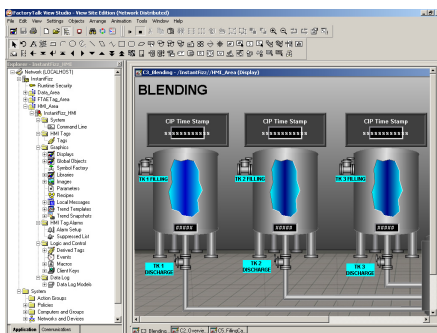 FactoryTalk View Studio - View Site Edition (Network Distributed)
File Edit View Settings Objects Arrange Animation Tools Window Help
Explorer - InstantFizz_HMI
Network (LOCALHOST)
InstantFizz
Runtime Security
Data_Area
FTAETag_Area
HMI_Area
InstantFizz_HMI
System
Command Line
HMI Tags
Tags
Graphics
Displays
Global Objects
Symbol Factory
Libraries
Images
Parameters
Recipes
Local Messages
Trend Templates
Trend Snapshots
HMI Tag Alarms
Alarm Setup
Suppressed List
Logic and Control
Derived Tags
Events
Macros
Client Keys
Data Log
Data Log Models
System
Action Groups
Policies
Computers and Groups
Networks and Devices
Application Communications
C3_Blending - /InstantFizz//HMI_Area (Display)
BLENDING
CIP Time Stamp
CIP Time Stamp
CIP Time Stamp
TK 1 FILLING
TK 2 FILLING
TK 3 FILLING
#####
#####
#####
TK 1
DISCHARGE
TK 2
DISCHARGE
TK 3
DISCHARGE
C3_Blending